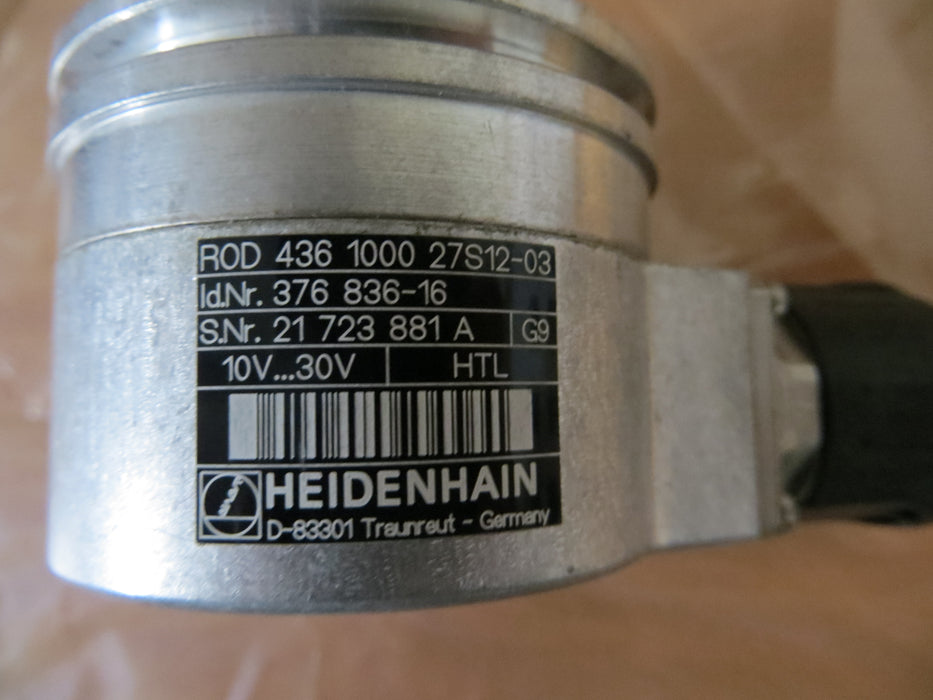 ROD 436 1000 27S12-03
Id.Nr. 376 836-16
S.Nr. 21 723 881 A G9
10V...30V HTL
HEIDENHAIN
D-83301 Traunreut - Germany